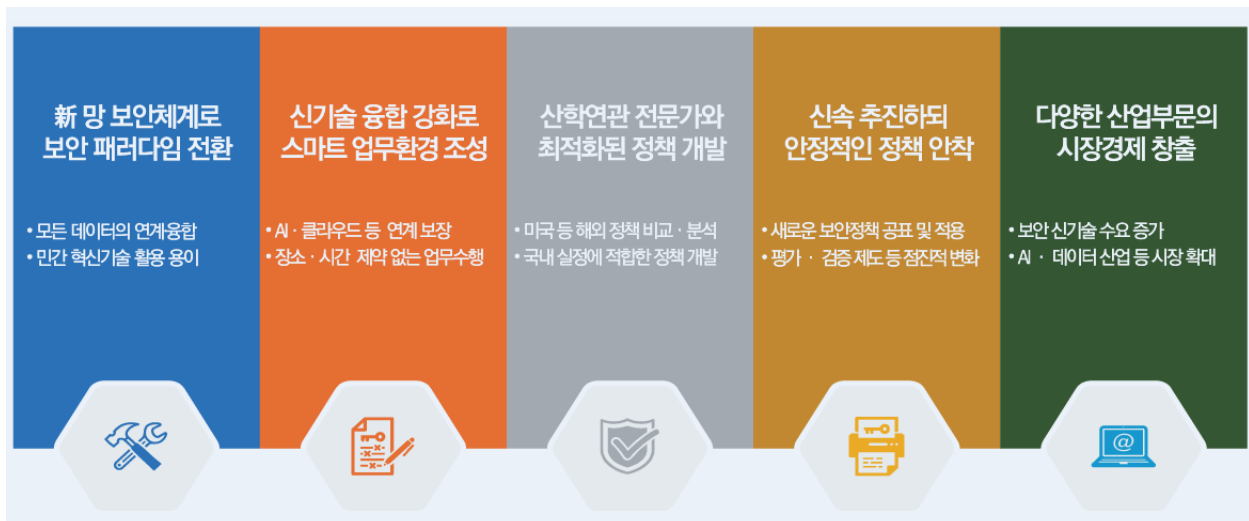 新 망 보안체계로
보안 패러다임 전환
• 모든 데이터의 연계융합
• 민간 혁신기술 활용 용이
신기술 융합 강화로
스마트 업무환경 조성
• AI · 클라우드 등 연계 보장
• 장소 · 시간 제약 없는 업무수행
산학연관 전문가와
최적화된 정책 개발
• 미국 등 해외 정책 비교 · 분석
• 국내 실정에 적합한 정책 개발
신속 추진하되
안정적인 정책 안착
• 새로운 보안정책 공표 및 적용
• 평가 · 검증 제도 등 점진적 변화
다양한 산업부문의
시장경제 창출
• 보안 신기술 수요 증가
• AI · 데이터 산업 등 시장 확대
@